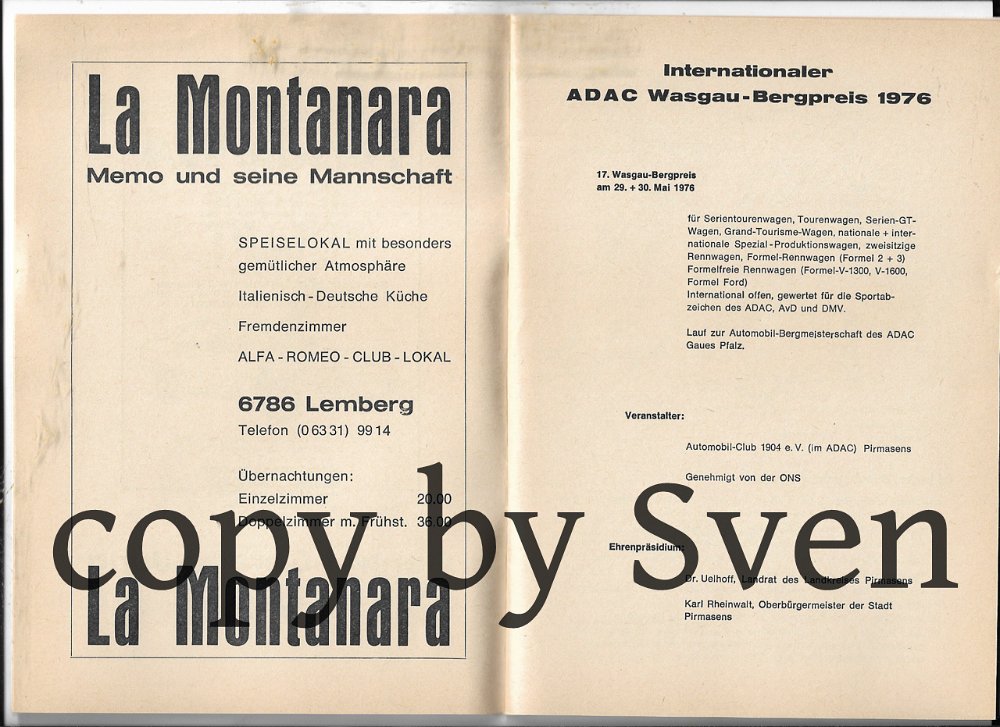 La Montanara
Memo und seine Mannschaft
SPEISELOKAL mit besonders
gemütlicher Atmosphäre
Italienisch-Deutsche Küche
Fremdenzimmer
ALFA-ROMEO-CLUB-LOKAL
6786 Lemberg
Telefon (06331) 9914
Übernachtungen:
Einzelzimmer 20.00
Doppelzimmer m. Frühst. 36.00
La Montanara
Internationaler
ADAC Wasgau-Bergpreis 1976
17. Wasgau-Bergpreis
am 29. + 30. Mai 1976
für Serientourenwagen, Tourenwagen, Serien-GT-
Wagen, Grand-Tourisme-Wagen, nationale + inter-
nationale Spezial-Produktionswagen, zweisitzige
Rennwagen, Formel-Rennwagen (Formel 2 + 3)
Formelfreie Rennwagen (Formel-V-1300, V-1600,
Formel Ford)
International offen, gewertet für die Sportab-
zeichen des ADAC, AvD und DMV.
Lauf zur Automobil-Bergmeisterschaft des ADAC
Gaues Pfalz.
Veranstalter:
Automobil-Club 1904 e. V. (im ADAC) Pirmasens
Genehmigt von der ONS
Ehrenpräsidium:
Dr. Uelhoff, Landrat des Landkreises Pirmasens
Karl Rheinwalt, Oberbürgermeister der Stadt
Pirmasens
copy by Sven